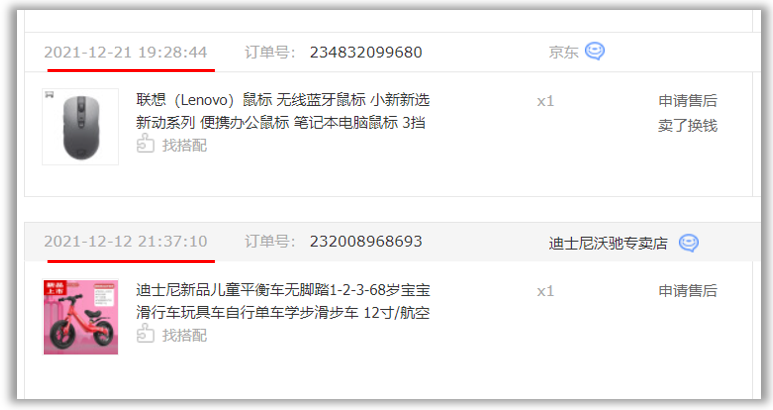 2021-12-21 19:28:44 订单号： 234832099680 京东
联想（Lenovo）鼠标 无线蓝牙鼠标 小新新选 x1 申请售后
新动系列 便携办公鼠标 笔记本电脑鼠标 3挡 卖了换钱
找搭配
2021-12-12 21:37:10 订单号： 232008968693 迪士尼沃驰专卖店
新品
上市
迪士尼新品儿童平衡车无脚踏1-2-3-68岁宝宝 x1 申请售后
滑行车玩具车自行单车学步滑步车 12寸/航空
找搭配